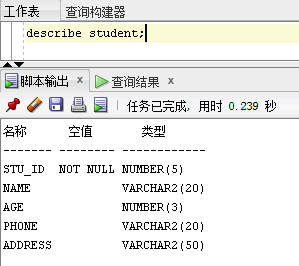 工作表 查询构建器
describe student;
脚本输出 × 查询结果 ×
任务已完成, 用时 0.239 秒
名称 空值 类型
------- -------- ------------
STU_ID NOT NULL NUMBER(5)
NAME VARCHAR2(20)
AGE NUMBER(3)
PHONE VARCHAR2(20)
ADDRESS VARCHAR2(50)